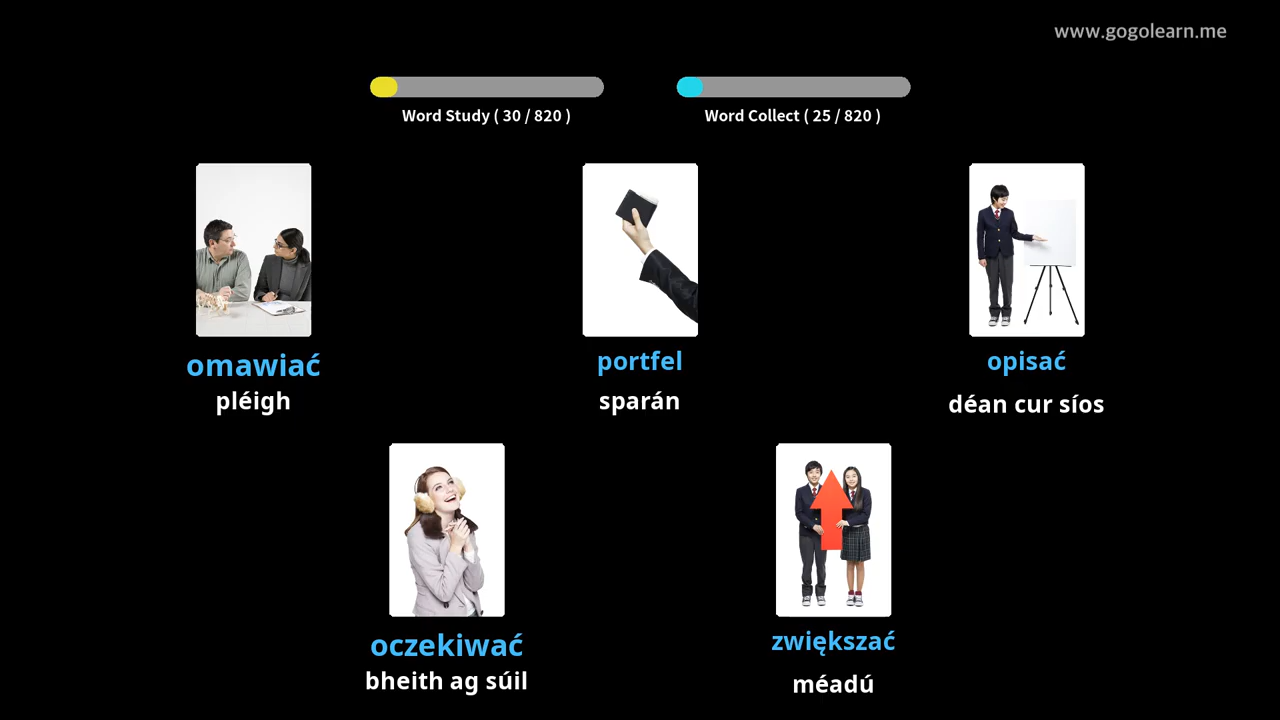 www.gogolearn.me
Word Study ( 30 / 820 )
Word Collect ( 25 / 820 )
omawiać
pléigh
portfel
sparán
opisać
déan cur síos
oczekiwać
bheith ag súil
zwiększać
méadú